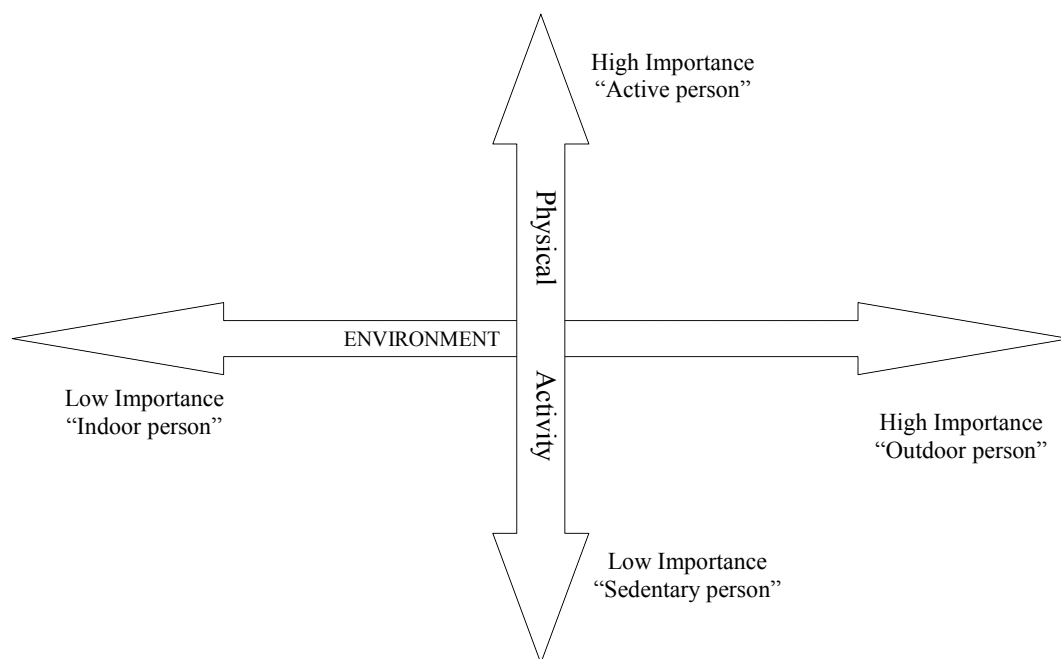 High Importance
“Active person”
Physical
ENVIRONMENT
Activity
Low Importance
“Indoor person”
High Importance
“Outdoor person”
Low Importance
“Sedentary person”